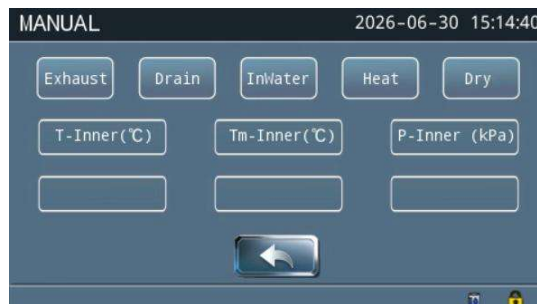 MANUAL 2026-06-30 15:14:40
Exhaust Drain InWater Heat Dry
T-Inner(℃) Tm-Inner(℃) P-Inner (kPa)